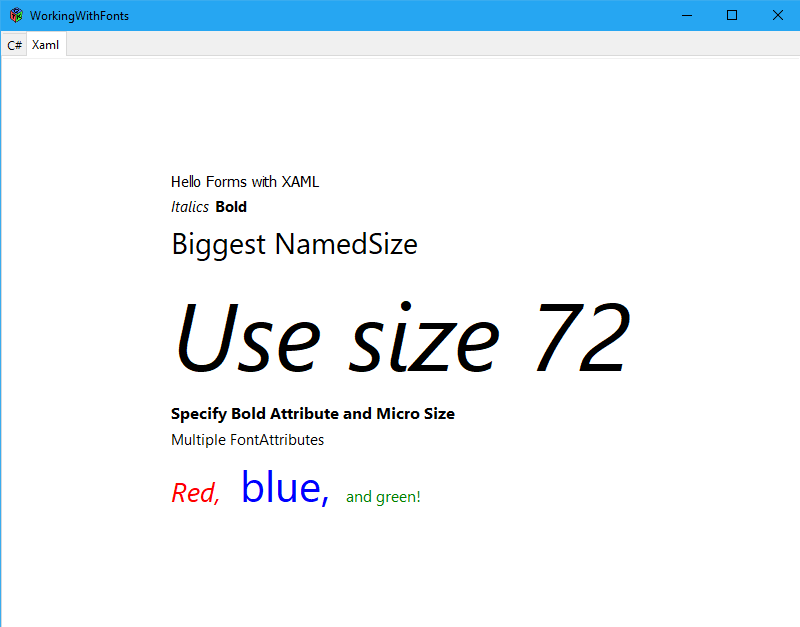 WorkingWithFonts
C# Xaml
Hello Forms with XAML
Italics Bold
Biggest NamedSize
Use size 72
Specify Bold Attribute and Micro Size
Multiple FontAttributes
Red, blue, and green!